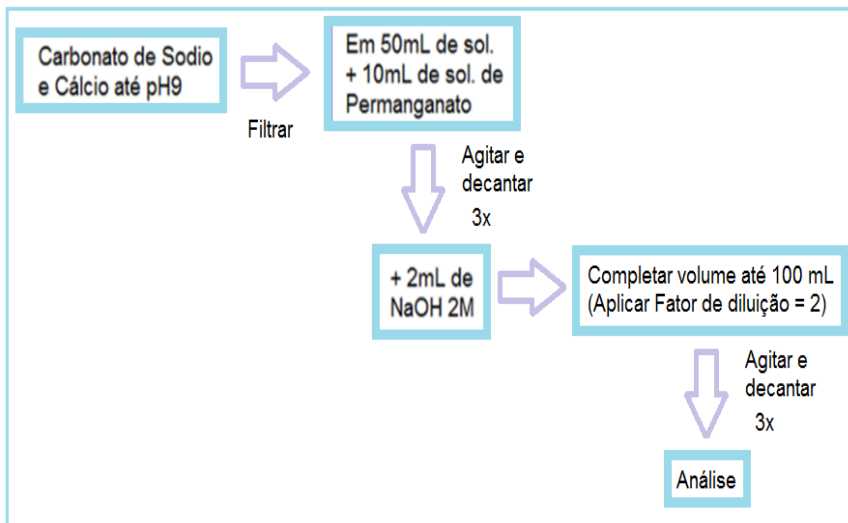 Carbonato de Sodio
e Cálcio até pH9
Filtrar
Em 50mL de sol.
+ 10mL de sol. de
Permanganato
Agitar e
decantar
3x
+ 2mL de
NaOH 2M
Completar volume até 100 mL
(Aplicar Fator de diluição = 2)
Agitar e
decantar
3x
Análise